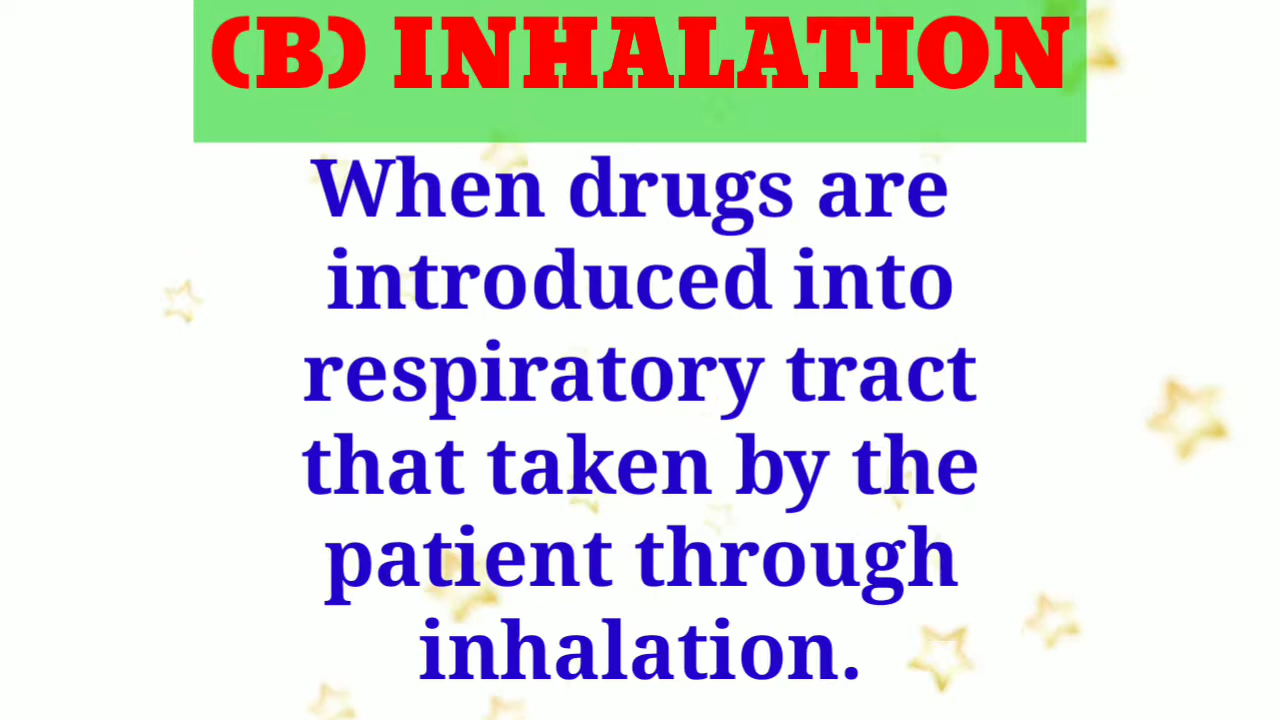 (B) INHALATION
When drugs are
introduced into
respiratory tract
that taken by the
patient through
inhalation.